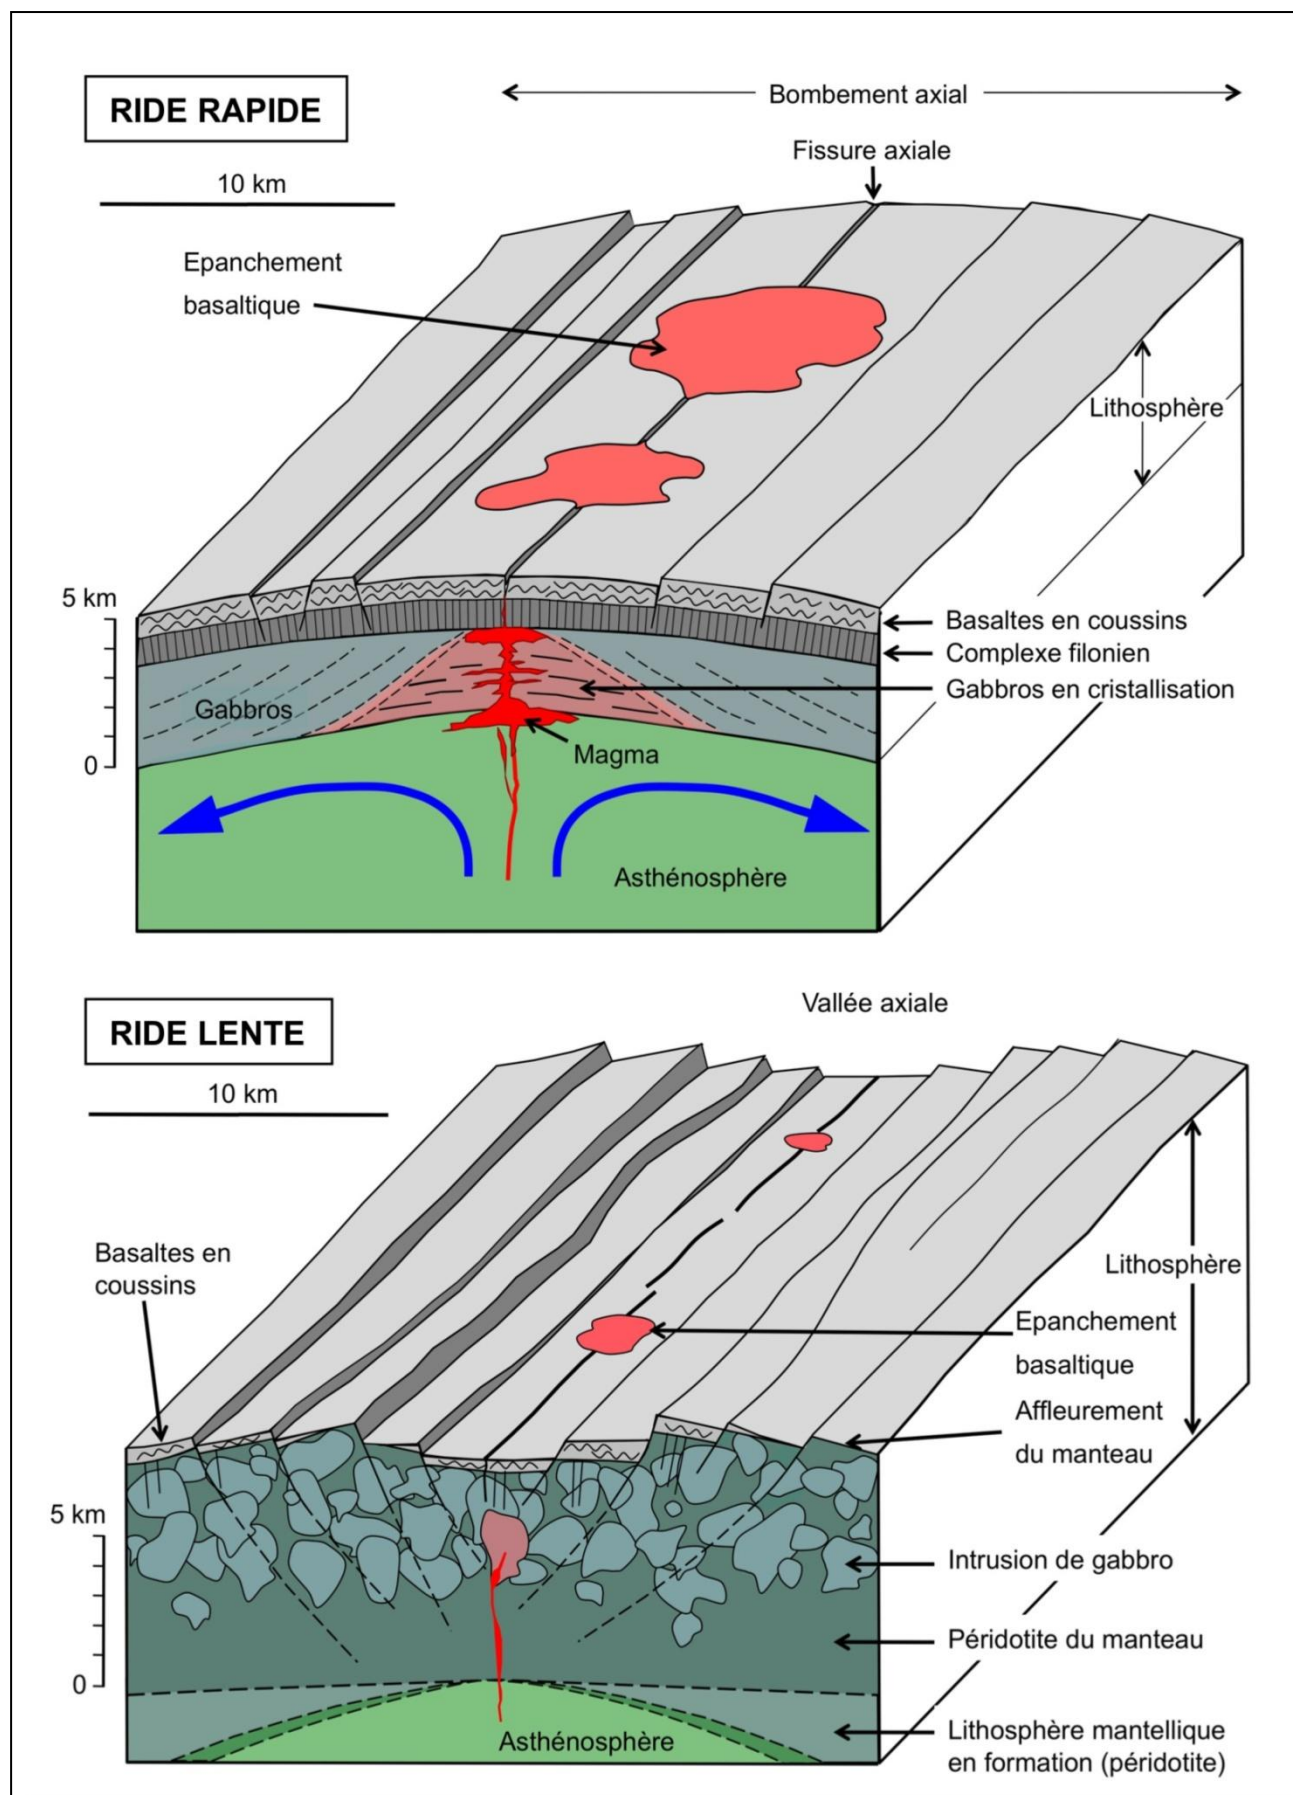 RIDE RAPIDE
Bombement axial
Fissure axiale
10 km
Epanchement
basaltique
Lithosphère
5 km
Basaltes en coussins
Complexe filonien
Gabbros en cristallisation
Gabbros
Magma
0
Asthénosphère
RIDE LENTE
Vallée axiale
10 km
Basaltes en
coussins
Lithosphère
Epanchement
basaltique
Affleurement
du manteau
5 km
Intrusion de gabbro
Péridotite du manteau
0
Lithosphère mantellique
en formation (péridotite)
Asthénosphère